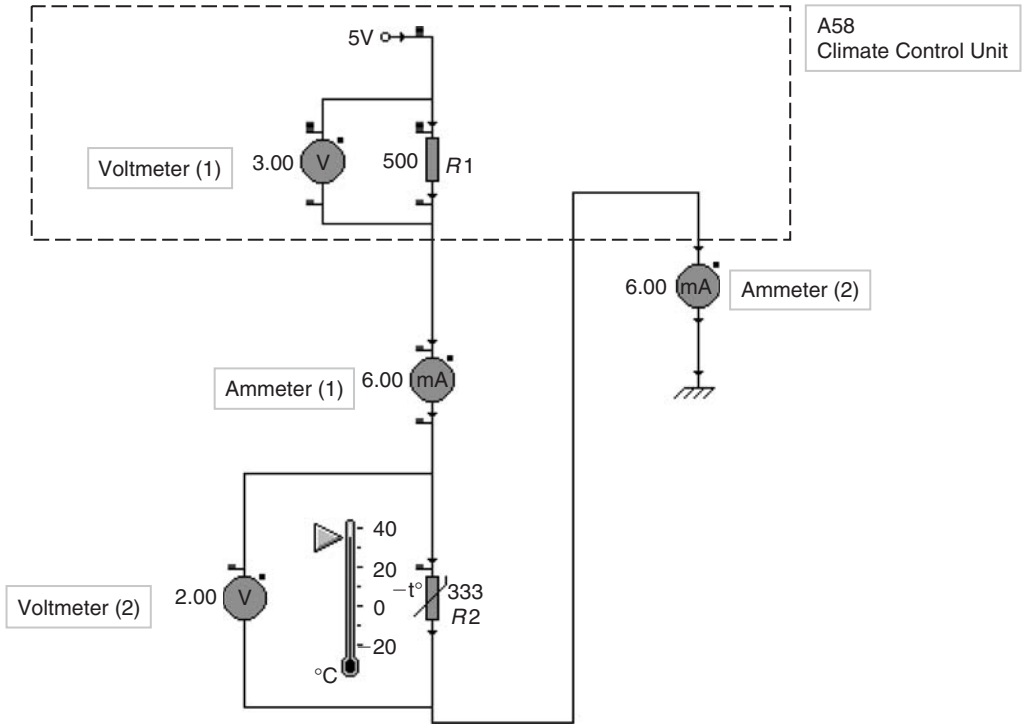 5V
A58
Climate Control Unit
Voltmeter (1)
3.00
V
500
R1
6.00
mA
Ammeter (2)
Ammeter (1)
6.00
mA
40
20
0
−20
°C
−t°
333
R2
Voltmeter (2)
2.00
V